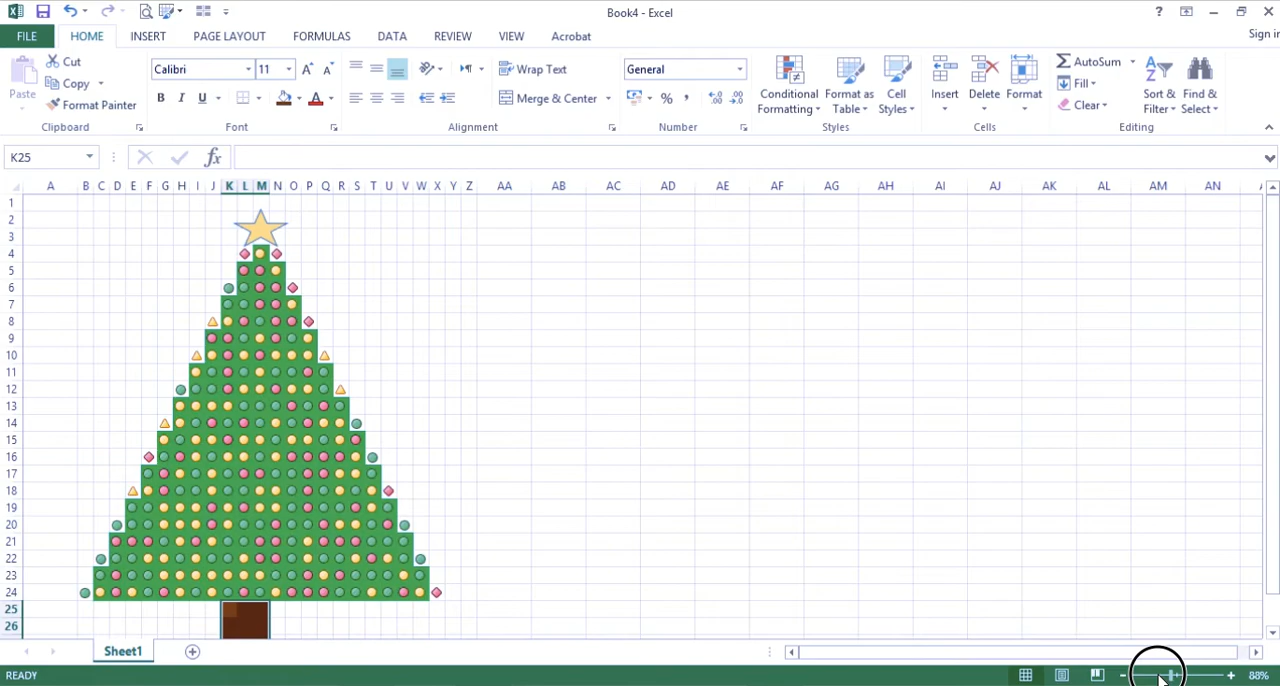 Book4 - Excel
?
FILE HOME INSERT PAGE LAYOUT FORMULAS DATA REVIEW VIEW Acrobat Sign in
Paste
Cut
Copy
Format Painter
Clipboard
Calibri 11
B I U A
Font
Wrap Text
Merge & Center
Alignment
General
% ,
Number
Conditional Formatting
Format as Table
Cell Styles
Styles
Insert
Delete
Format
Cells
AutoSum
Fill
Clear
Sort & Filter
Find & Select
Editing
K25 fx
A B C D E F G H I J K L M N O P Q R S T U V W X Y Z AA AB AC AD AE AF AG AH AI AJ AK AL AM AN
1
2
3
4
5
6
7
8
9
10
11
12
13
14
15
16
17
18
19
20
21
22
23
24
25
26
Sheet1
READY 88%